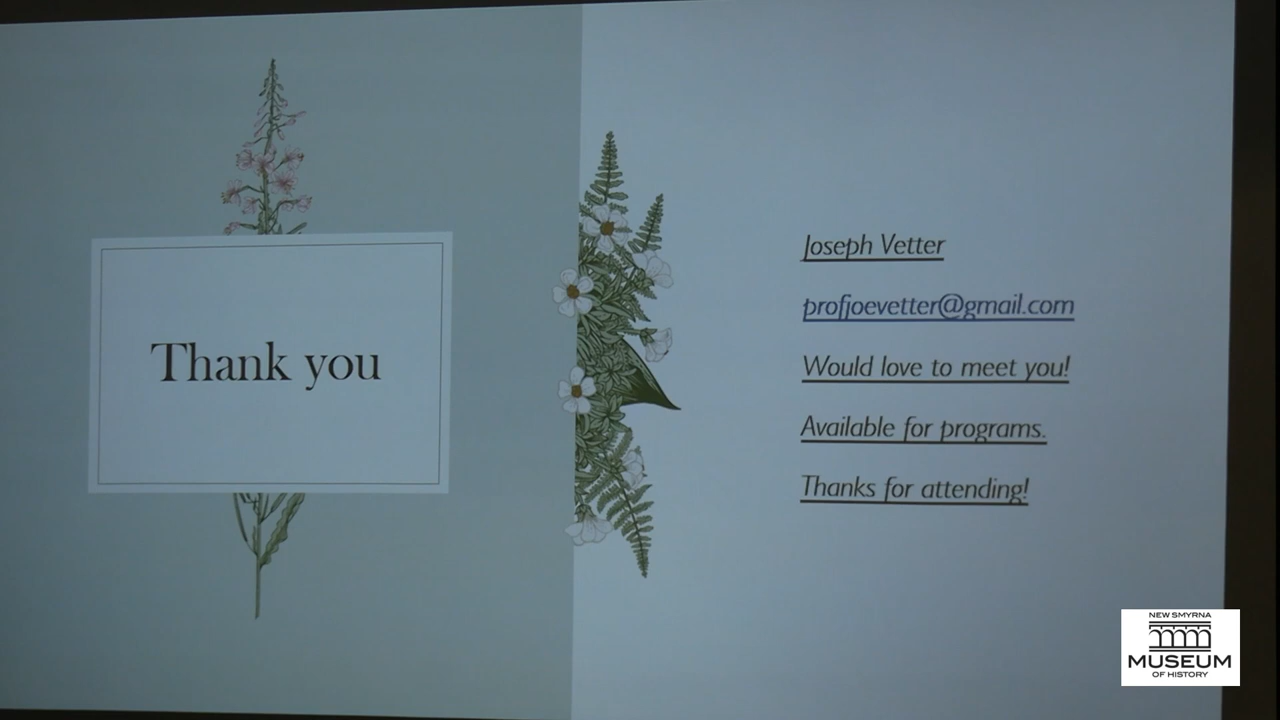 Thank you
Joseph Vetter
profjoevetter@gmail.com
Would love to meet you!
Available for programs.
Thanks for attending!
NEW SMYRNA
MUSEUM
OF HISTORY